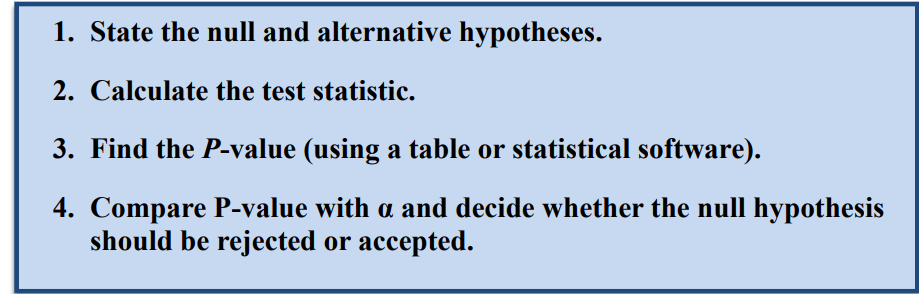 1. State the null and alternative hypotheses.
2. Calculate the test statistic.
3. Find the P-value (using a table or statistical software).
4. Compare P-value with α and decide whether the null hypothesis
should be rejected or accepted.